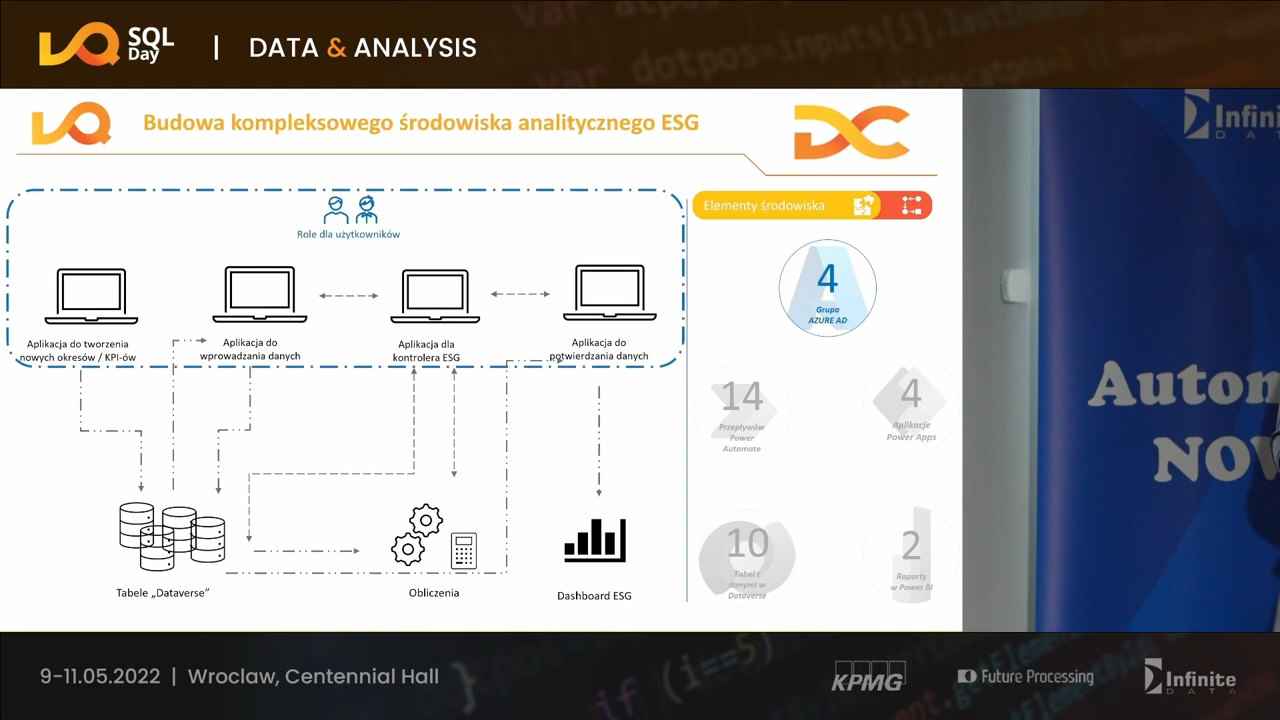 SQL
Day
| DATA & ANALYSIS
Budowa kompleksowego środowiska analitycznego ESG
Role dla użytkowników
Aplikacja do tworzenia
nowych okresów / KPI-ów
Aplikacja do
wprowadzania danych
Aplikacja dla
kontrolera ESG
Aplikacja do
potwierdzania danych
Tabele „Dataverse”
Obliczenia
Dashboard ESG
Elementy środowiska
4
Grupa
AZURE AD
14
Przepływów
Power
Automate
4
Aplikacje
Power Apps
10
Tabel z
danymi w
Dataverse
2
Raporty
w Power BI
Infini
DAT
Autom
NOW
9-11.05.2022 | Wroclaw, Centennial Hall
KPMG
Future Processing
Infinite
DATA